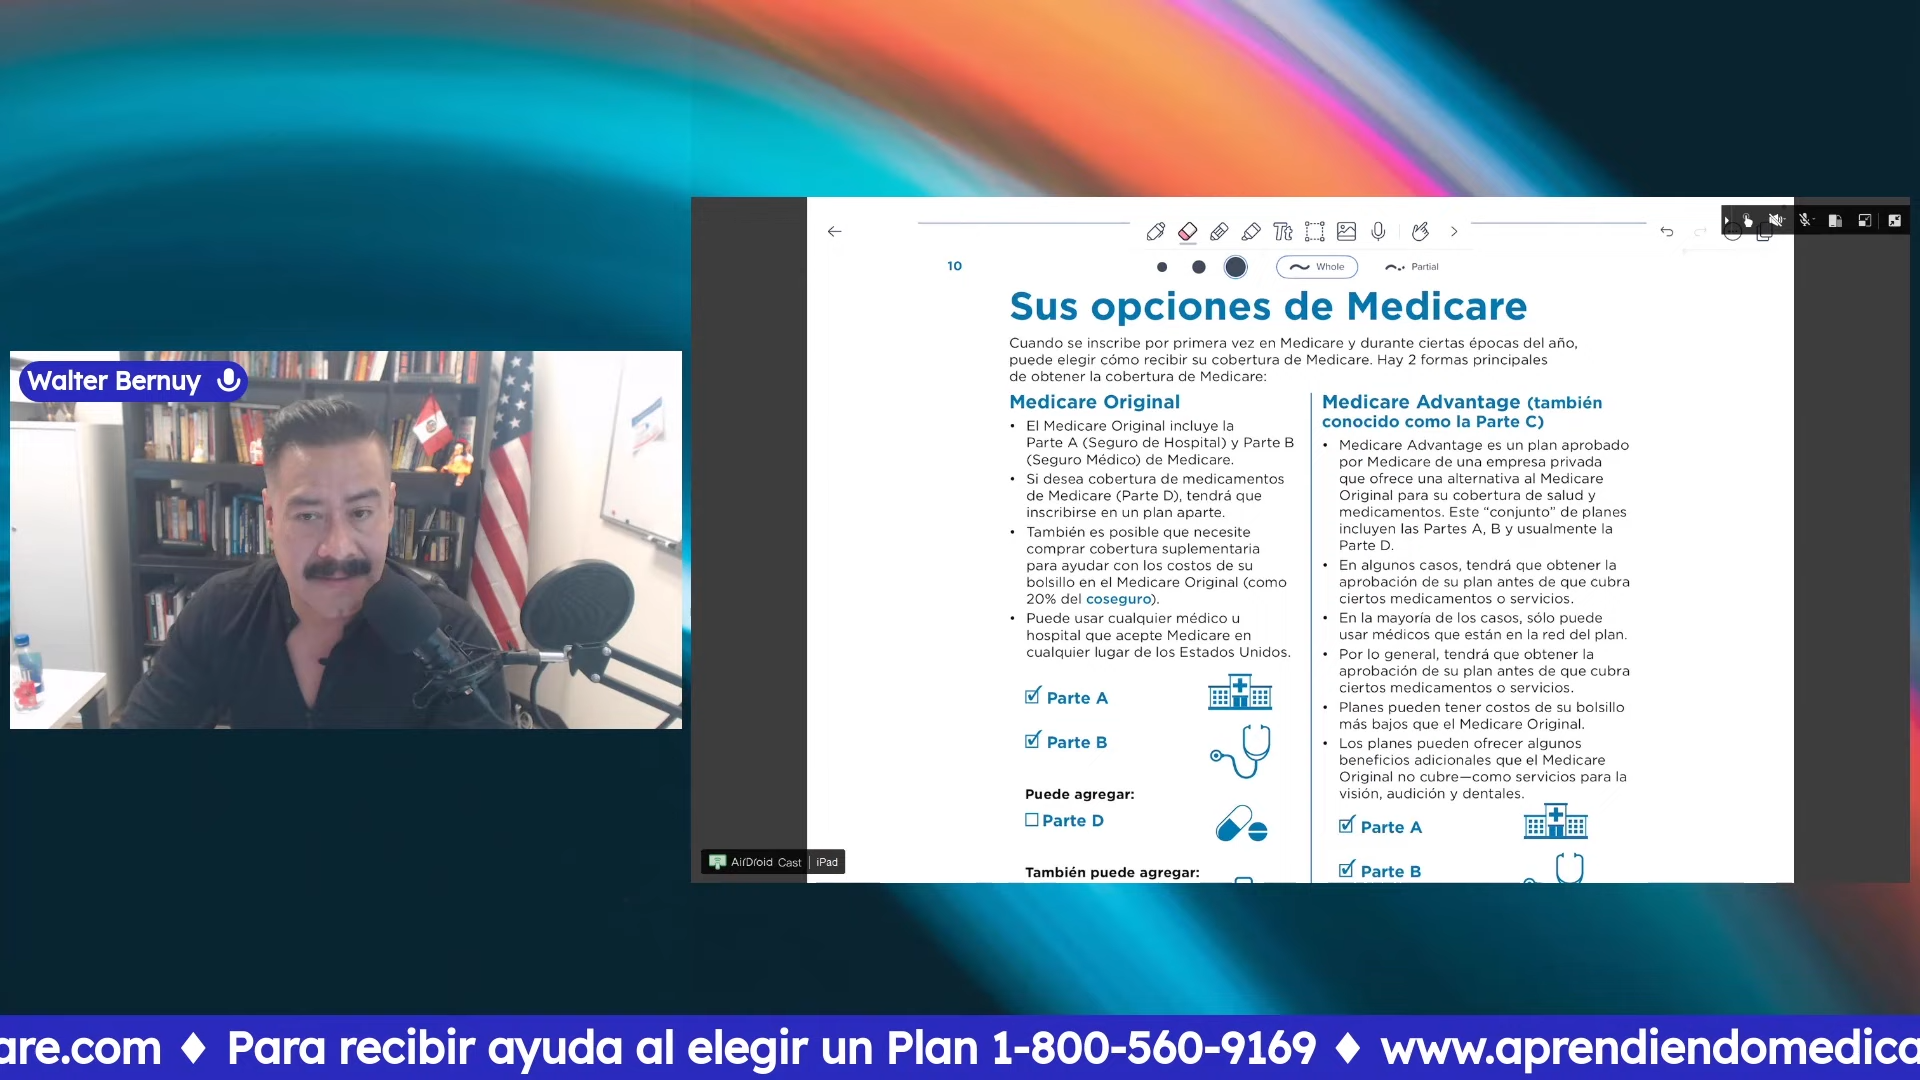 Walter Bernuy
10
Whole
Partial
Tt
Sus opciones de Medicare
Cuando se inscribe por primera vez en Medicare y durante ciertas épocas del año,
puede elegir cómo recibir su cobertura de Medicare. Hay 2 formas principales
de obtener la cobertura de Medicare:
Medicare Original
• El Medicare Original incluye la
Parte A (Seguro de Hospital) y Parte B
(Seguro Médico) de Medicare.
• Si desea cobertura de medicamentos
de Medicare (Parte D), tendrá que
inscribirse en un plan aparte.
• También es posible que necesite
comprar cobertura suplementaria
para ayudar con los costos de su
bolsillo en el Medicare Original (como
20% del coseguro).
• Puede usar cualquier médico u
hospital que acepte Medicare en
cualquier lugar de los Estados Unidos.
Parte A
Parte B
Puede agregar:
Parte D
También puede agregar:
Medicare Advantage (también
conocido como la Parte C)
• Medicare Advantage es un plan aprobado
por Medicare de una empresa privada
que ofrece una alternativa al Medicare
Original para su cobertura de salud y
medicamentos. Este “conjunto” de planes
incluyen las Partes A, B y usualmente la
Parte D.
• En algunos casos, tendrá que obtener la
aprobación de su plan antes de que cubra
ciertos medicamentos o servicios.
• En la mayoría de los casos, sólo puede
usar médicos que están en la red del plan.
• Por lo general, tendrá que obtener la
aprobación de su plan antes de que cubra
ciertos medicamentos o servicios.
• Planes pueden tener costos de su bolsillo
más bajos que el Medicare Original.
• Los planes pueden ofrecer algunos
beneficios adicionales que el Medicare
Original no cubre—como servicios para la
visión, audición y dentales.
Parte A
Parte B
AirDroid Cast | iPad
are.com ♦ Para recibir ayuda al elegir un Plan 1-800-560-9169 ♦ www.aprendiendomedica